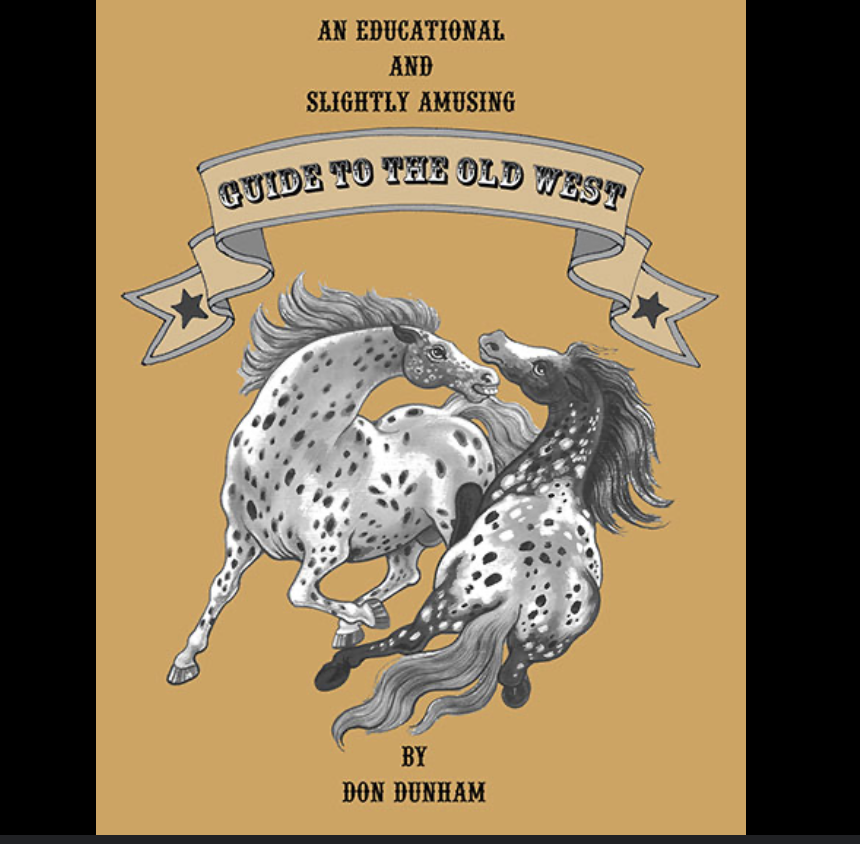 AN EDUCATIONAL
AND
SLIGHTLY AMUSING
GUIDE TO THE OLD WEST
BY
DON DUNHAM